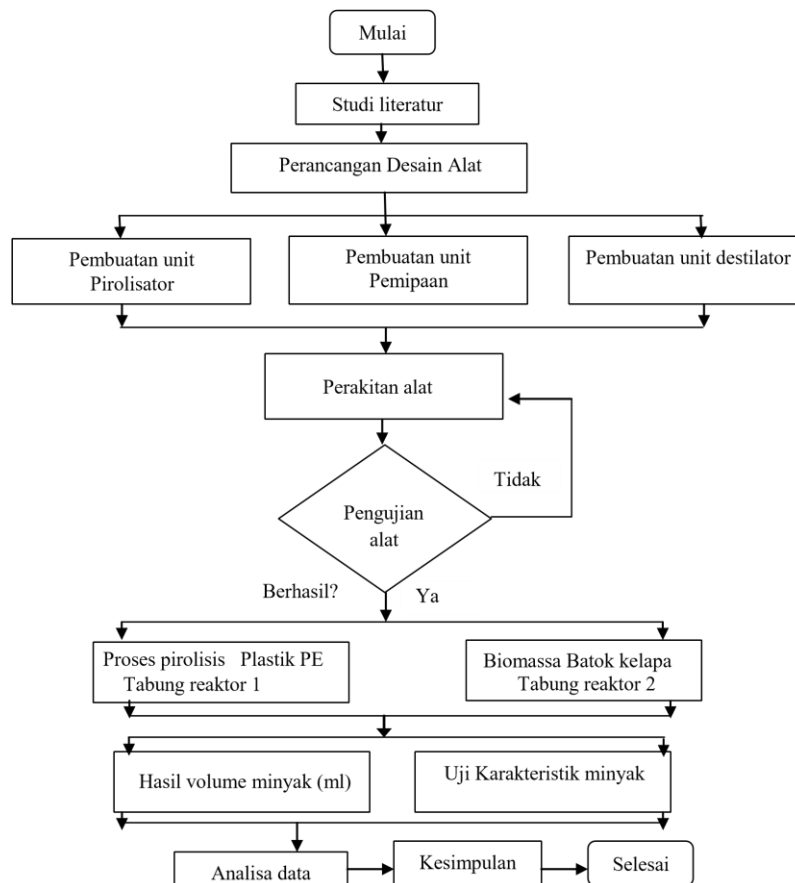 Mulai
Studi literatur
Perancangan Desain Alat
Pembuatan unit
Pirolisator
Pembuatan unit
Pemipaan
Pembuatan unit destilator
Perakitan alat
Tidak
Pengujian
alat
Berhasil?
Ya
Proses pirolisis Plastik PE
Tabung reaktor 1
Biomassa Batok kelapa
Tabung reaktor 2
Hasil volume minyak (ml)
Uji Karakteristik minyak
Analisa data
Kesimpulan
Selesai